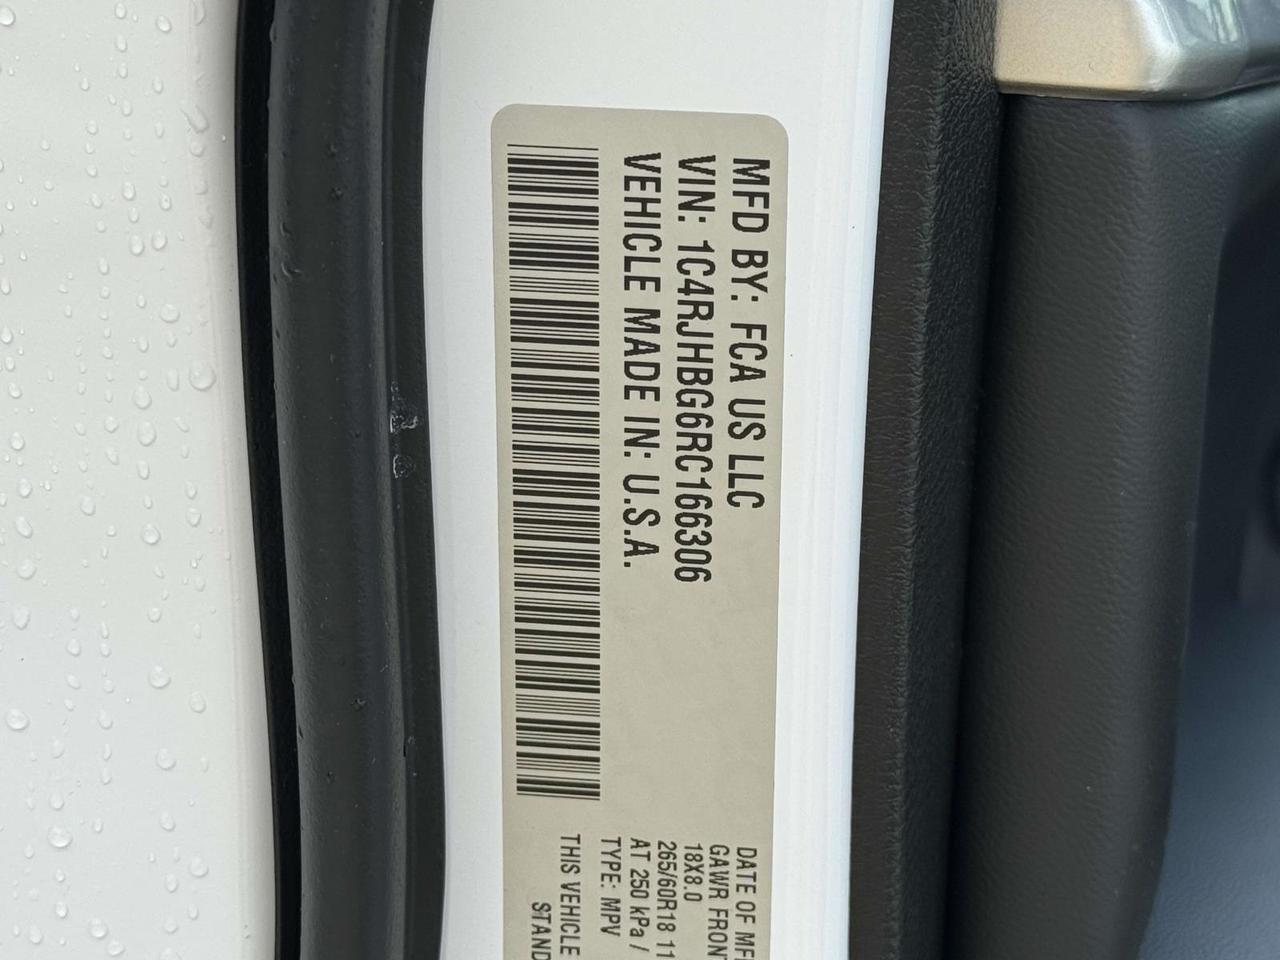 MFD BY: FCA US LLC
VIN: 1C4RJHBG6RC166306
VEHICLE MADE IN: U.S.A.
DATE OF MF
GAWR FRONT
18X8.0
265/60R18 11
AT 250 kPa /
TYPE: MPV
THIS VEHICLE
STAND